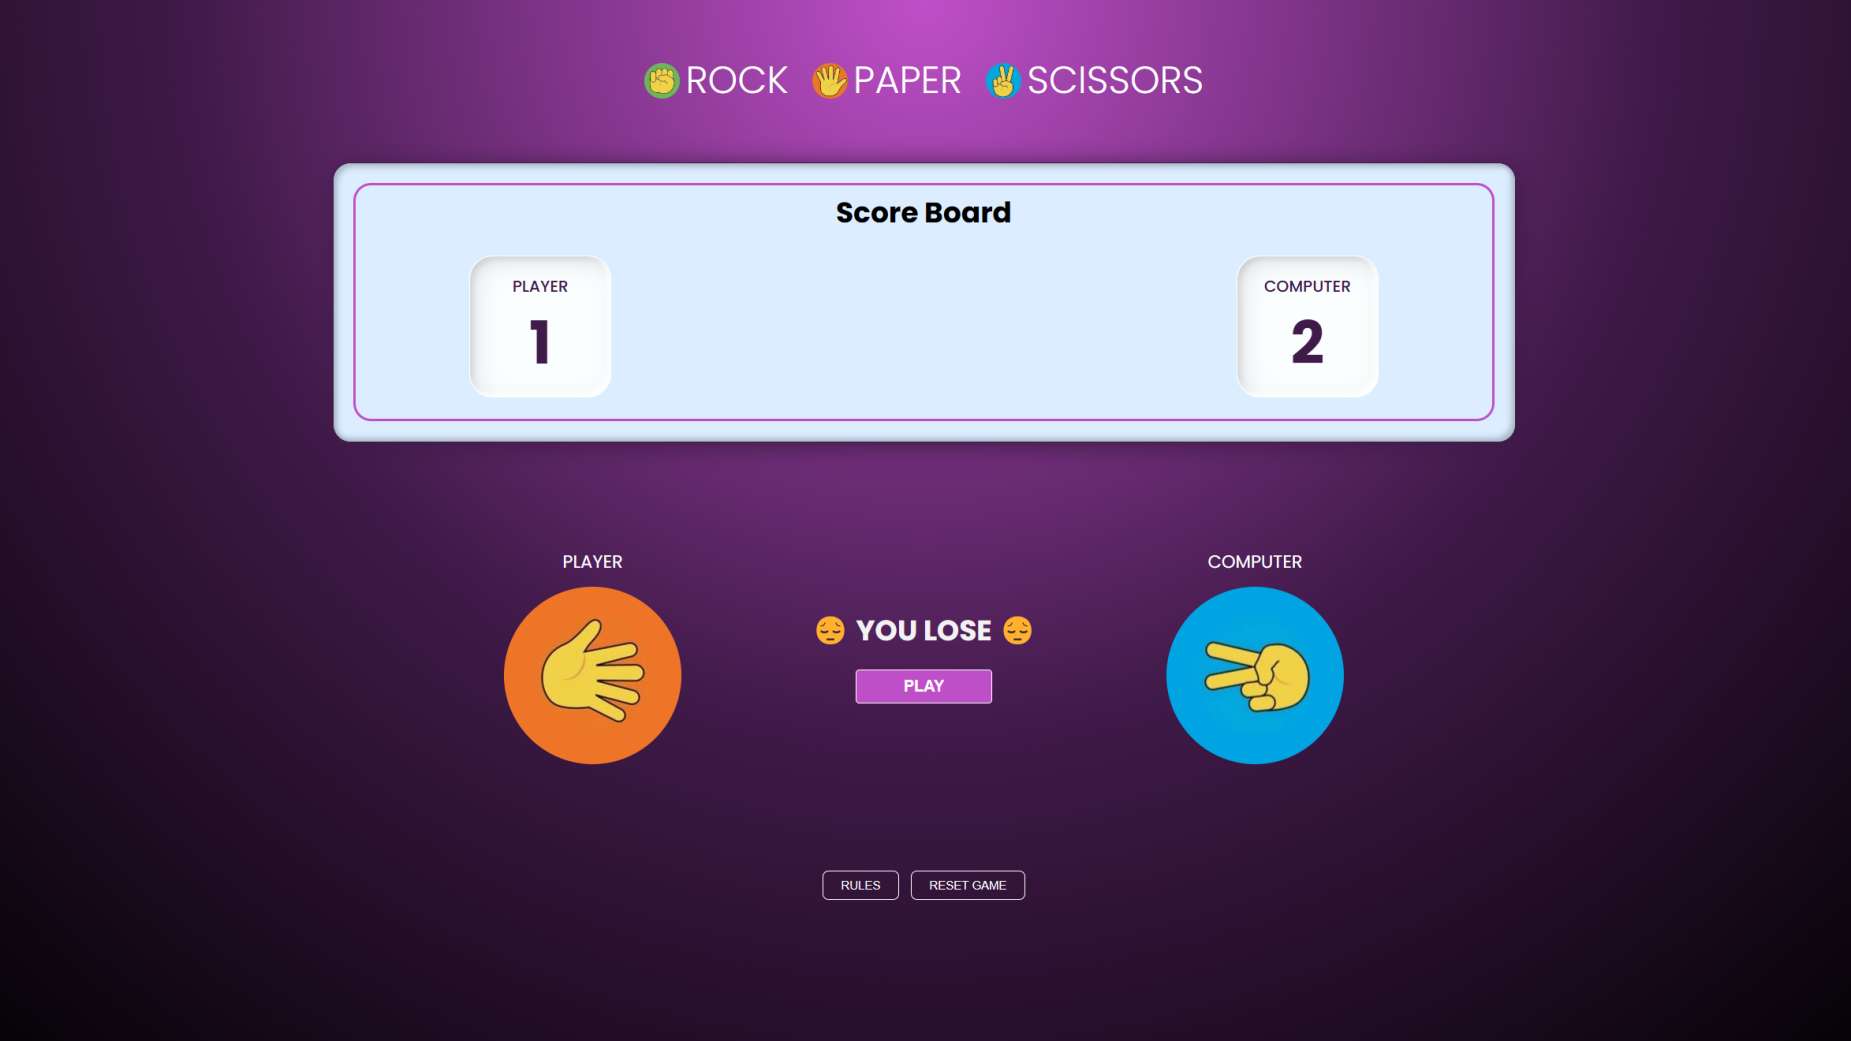 ROCK PAPER SCISSORS
Score Board
PLAYER COMPUTER
1 2
PLAYER COMPUTER
YOU LOSE
PLAY
RULES RESET GAME